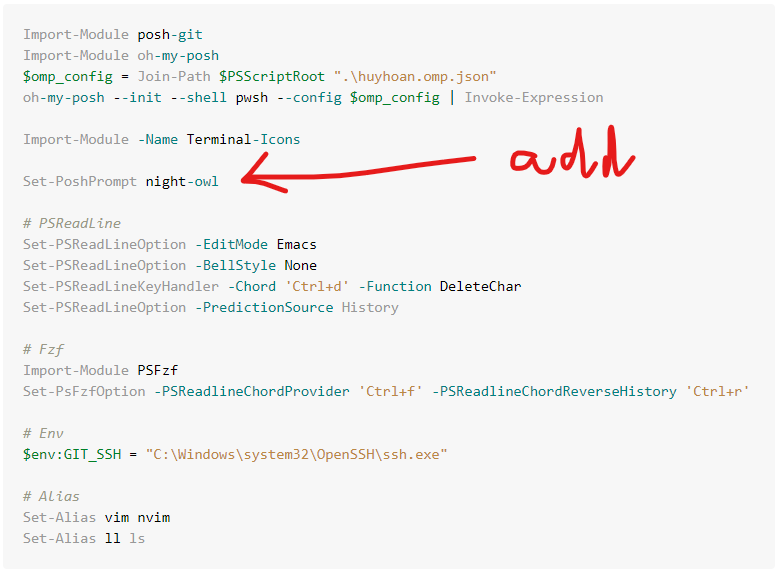 Import-Module posh-git
Import-Module oh-my-posh
$omp_config = Join-Path $PSScriptRoot ".\huyhoan.omp.json"
oh-my-posh --init --shell pwsh --config $omp_config | Invoke-Expression
Import-Module -Name Terminal-Icons
add
Set-PoshPrompt night-owl
# PSReadLine
Set-PSReadLineOption -EditMode Emacs
Set-PSReadLineOption -BellStyle None
Set-PSReadLineKeyHandler -Chord 'Ctrl+d' -Function DeleteChar
Set-PSReadLineOption -PredictionSource History
# Fzf
Import-Module PSFzf
Set-PsFzfOption -PSReadlineChordProvider 'Ctrl+f' -PSReadlineChordReverseHistory 'Ctrl+r'
# Env
$env:GIT_SSH = "C:\Windows\system32\OpenSSH\ssh.exe"
# Alias
Set-Alias vim nvim
Set-Alias ll ls